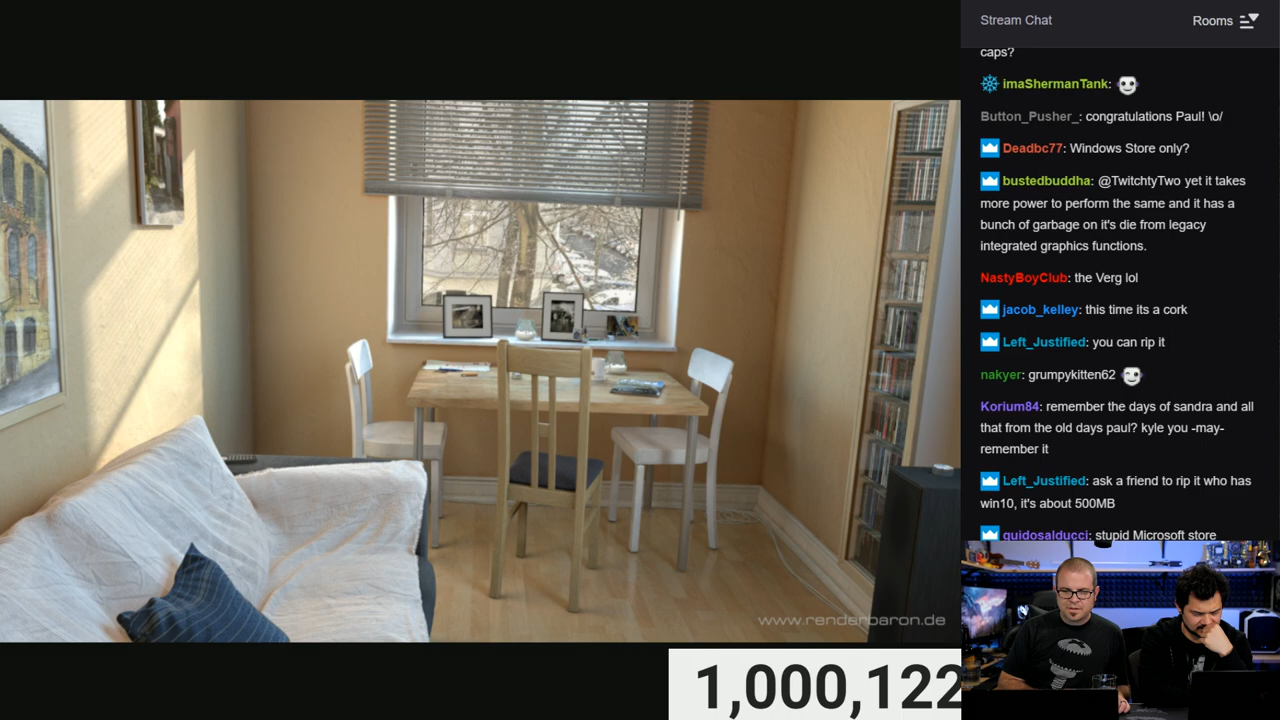 Stream Chat
Rooms
caps?
imaShermanTank:
Button_Pusher_: congratulations Paul! \o/
Deadbc77: Windows Store only?
bustedbuddha: @TwitchtyTwo yet it takes
more power to perform the same and it has a
bunch of garbage on it's die from legacy
integrated graphics functions.
NastyBoyClub: the Verg lol
jacob_kelley: this time its a cork
Left_Justified: you can rip it
nakyer: grumpykitten62
Korium84: remember the days of sandra and all
that from the old days paul? kyle you -may-
remember it
Left_Justified: ask a friend to rip it who has
win10, it's about 500MB
quidosalducci: stupid Microsoft store
www.renderbaron.de
1,000,122